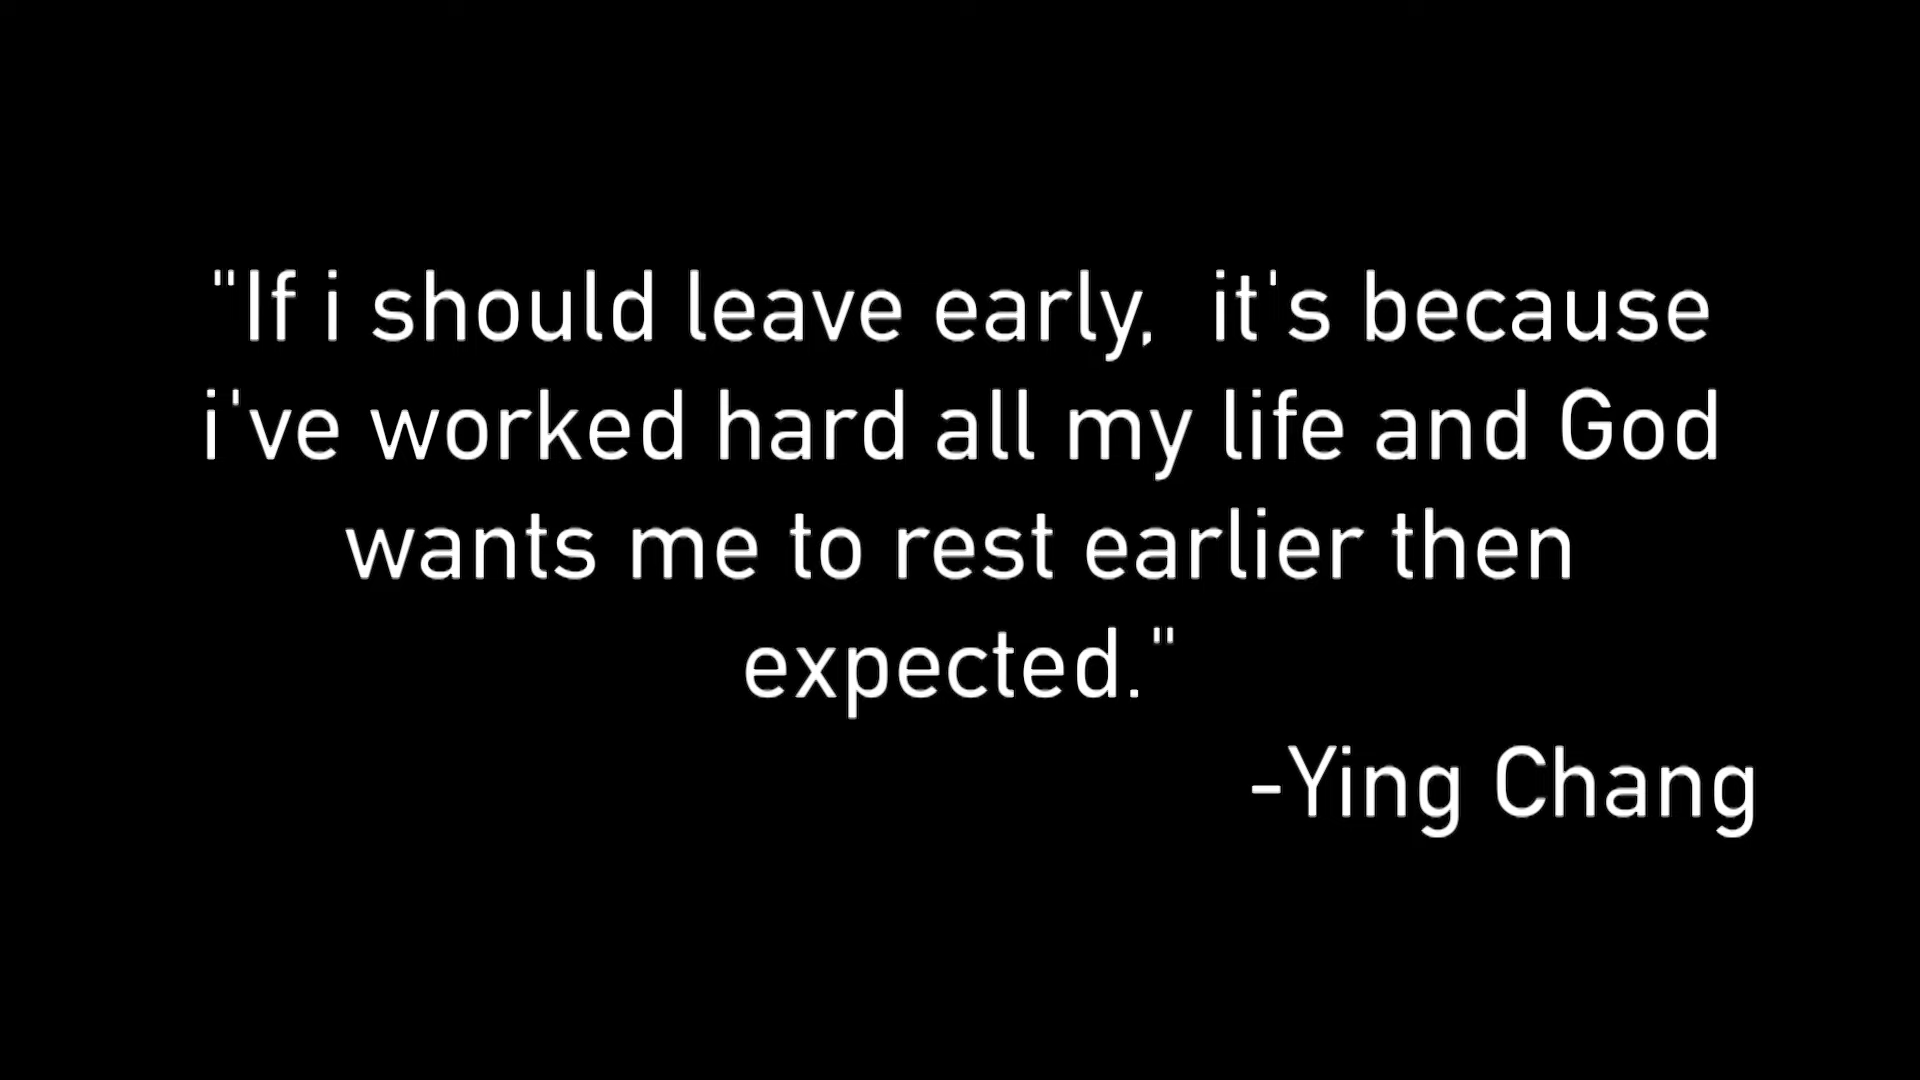 "If i should leave early,  it's because
i've worked hard all my life and God
wants me to rest earlier then
expected."
-Ying Chang